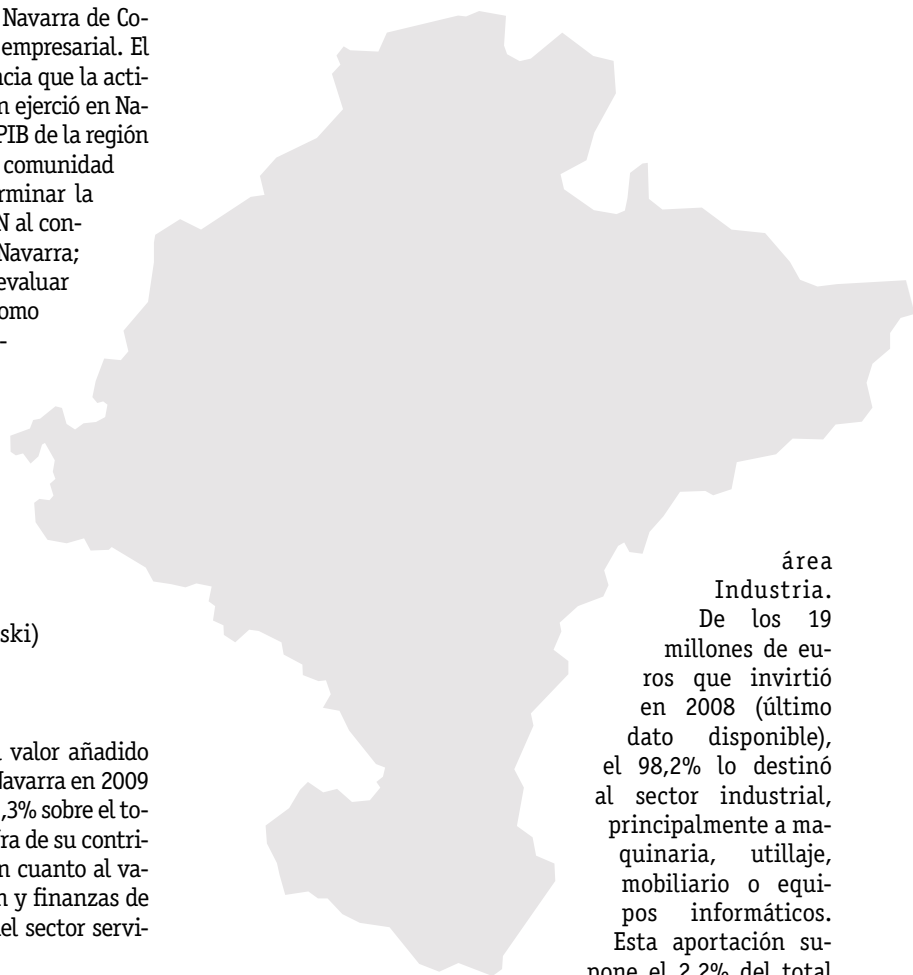 Navarra de Co-
empresarial. El
ncia que la acti-
n ejerció en Na-
PIB de la región
comunidad
rminar la
N al con-
Navarra;
evaluar
omo
-
ski)
valor añadido
Navarra en 2009
,3% sobre el to-
ra de su contri-
n cuanto al va-
n y finanzas de
el sector servi-
área
Industria.
De los 19
millones de eu-
ros que invirtió
en 2008 (último
dato disponible),
el 98,2% lo destinó
al sector industrial,
principalmente a ma-
quinaria, utillaje,
mobiliario o equi-
pos informáticos.
Esta aportación su-
pone el 2,2% del total